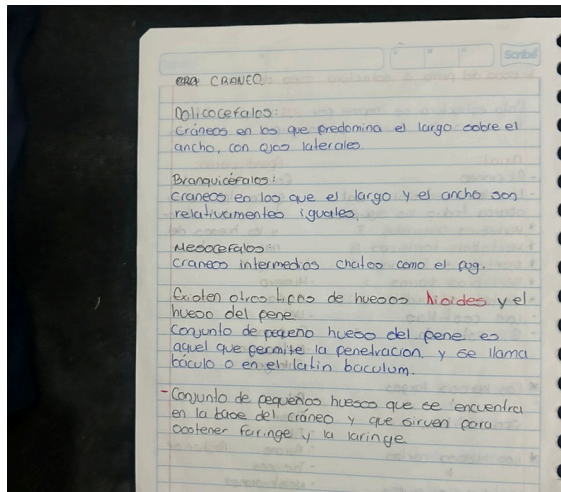 Scribe
CRANEO
Dolicocefalos:
Cráneos en los que predomina el largo sobre el
ancho, con ojos laterales
Branquicéfalos:
Craneos en los que el largo y el ancho son
relativamentes iguales.
Mesocefalos:
Craneos intermedios chatos como el pug.
Existen otros tipos de huesos hioides y el
hueso del pene.
Conjunto de pequeño hueso del pene es
aquel que permite la penetracion, y se llama
báculo o en el latin baculum.
- Conjunto de pequeños huesos que se encuentra
en la base del cráneo y que sirven para
sostener faringe y la laringe